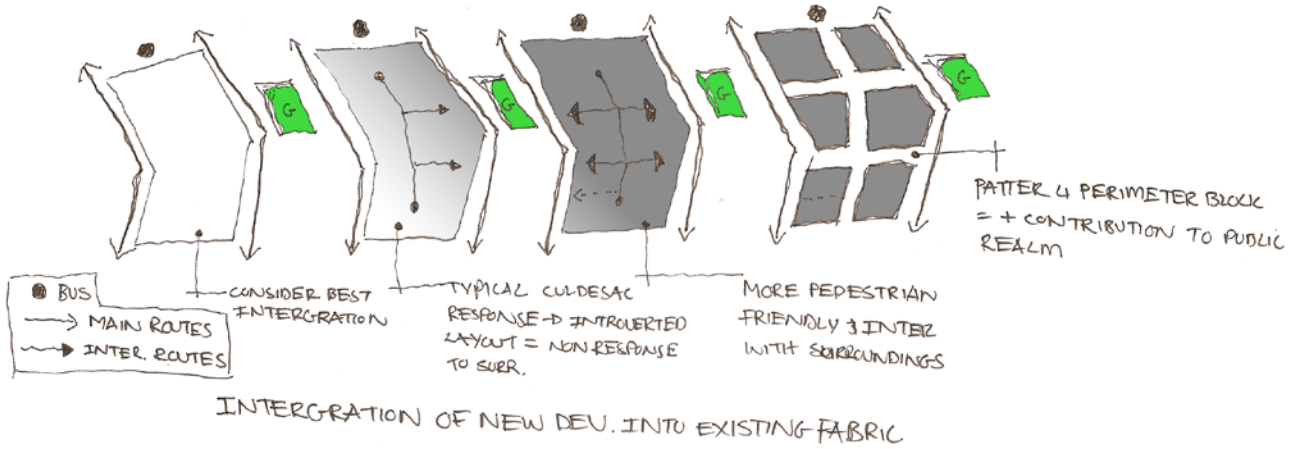 BUS
G
G
G
G
PATTER 4 PERIMETER BLOCK
= + CONTRIBUTION TO PUBLIC
REALM
BUS
MAIN ROUTES
INTER. ROUTES
CONSIDER BEST
INTERGRATION
TYPICAL CULDESAC
RESPONSE → INTROVERTED
LAYOUT = NON RESPONSE
TO SURR.
MORE PEDESTRIAN
FRIENDLY & INTER
WITH SURROUNDINGS
INTERGRATION OF NEW DEV. INTO EXISTING FABRIC